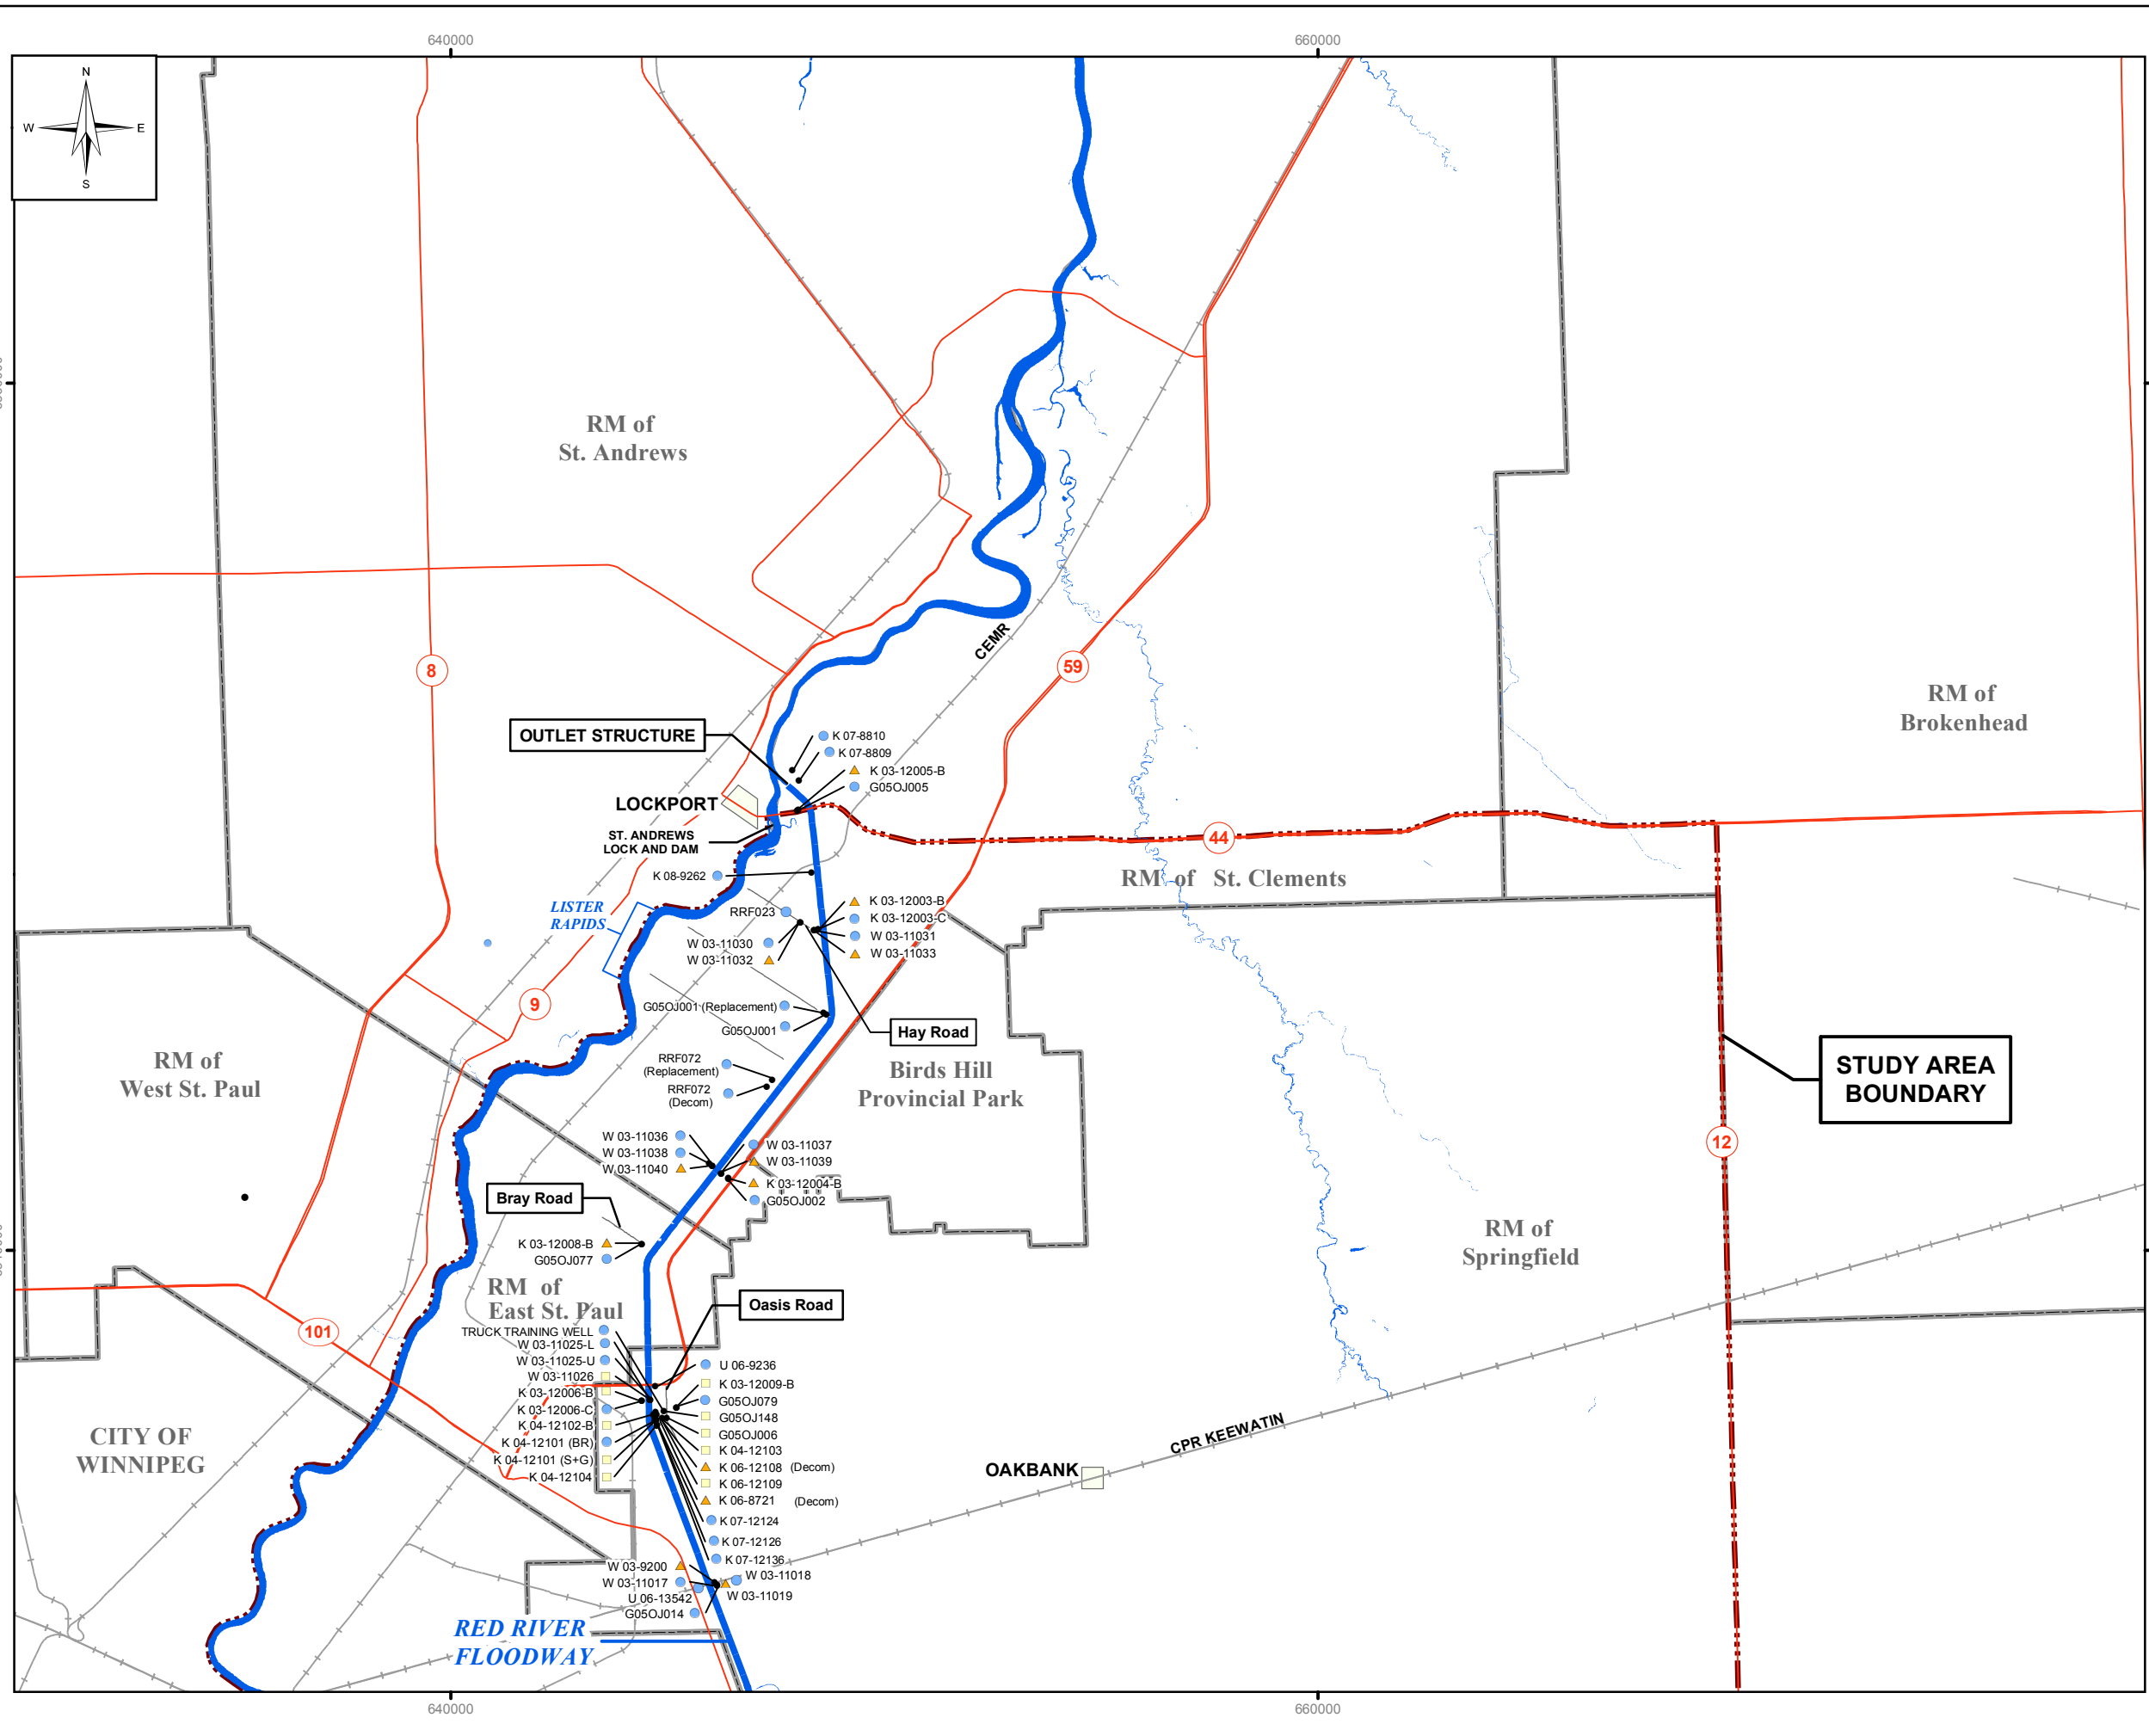 640000
660000
N
W
E
S
RM of
St. Andrews
CEMR
8
59
RM of
Brokenhead
OUTLET STRUCTURE
K 07-8810
K 07-8809
K 03-12005-B
G05OJ005
LOCKPORT
ST. ANDREWS
LOCK AND DAM
44
RM of St. Clements
K 08-9262
LISTER
RAPIDS
RRF023
K 03-12003-B
K 03-12003-C
W 03-11030
W 03-11031
W 03-11032
W 03-11033
9
G05OJ001 (Replacement)
G05OJ001
Hay Road
RM of
West St. Paul
RRF072
(Replacement)
RRF072
(Decom)
Birds Hill
Provincial Park
STUDY AREA
BOUNDARY
12
W 03-11036
W 03-11038
W 03-11040
W 03-11037
W 03-11039
K 03-12004-B
G05OJ002
Bray Road
K 03-12008-B
G05OJ077
RM of
Springfield
RM of
East St. Paul
Oasis Road
101
TRUCK TRAINING WELL
W 03-11025-L
W 03-11025-U
W 03-11026
K 03-12006-B
K 03-12006-C
K 04-12102-B
K 04-12101 (BR)
K 04-12101 (S+G)
K 04-12104
U 06-9236
K 03-12009-B
G05OJ079
G05OJ148
G05OJ006
K 04-12103
K 06-12108 (Decom)
K 06-12109
K 06-8721 (Decom)
K 07-12124
K 07-12126
K 07-12136
CITY OF
WINNIPEG
CPR KEEWATIN
OAKBANK
W 03-9200
W 03-11017
U 06-13542
G05OJ014
W 03-11018
W 03-11019
RED RIVER
FLOODWAY
640000
660000